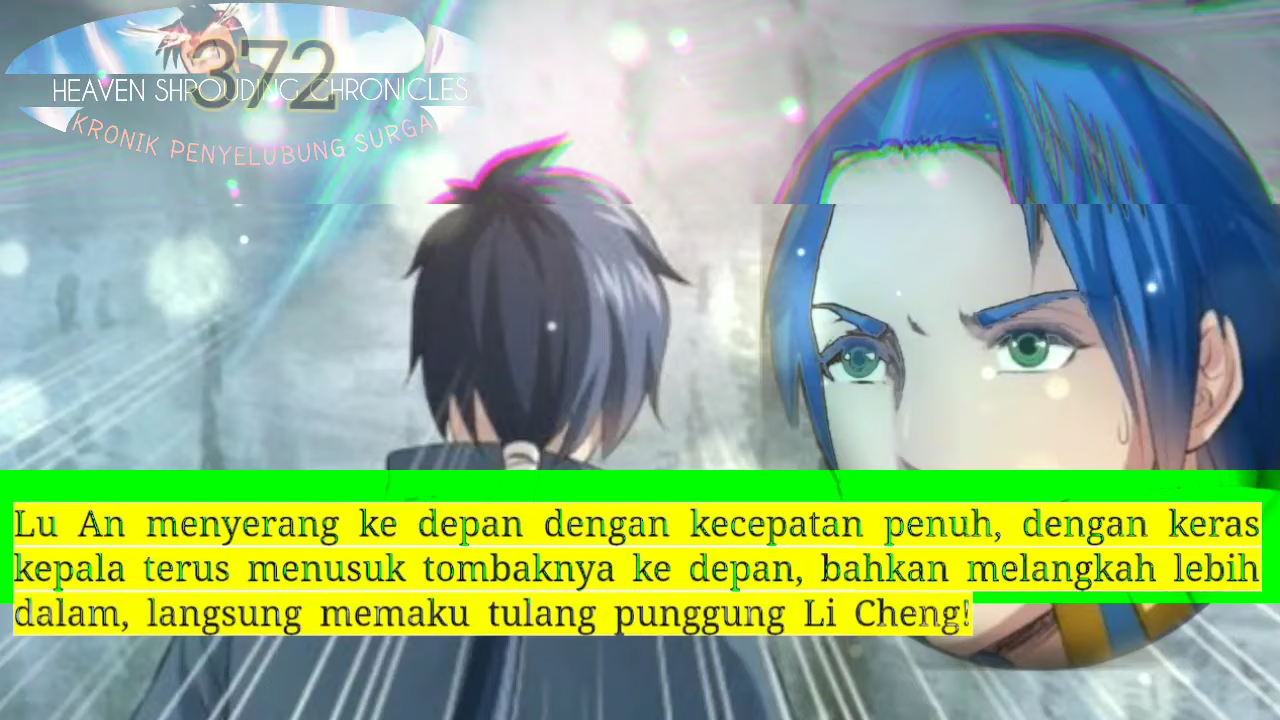 372
HEAVEN SHROUDING CHRONICLES
KRONIK PENYELUBUNG SURGA
Lu An menyerang ke depan dengan kecepatan penuh, dengan keras
kepala terus menusuk tombaknya ke depan, bahkan melangkah lebih
dalam, langsung memaku tulang punggung Li Cheng!